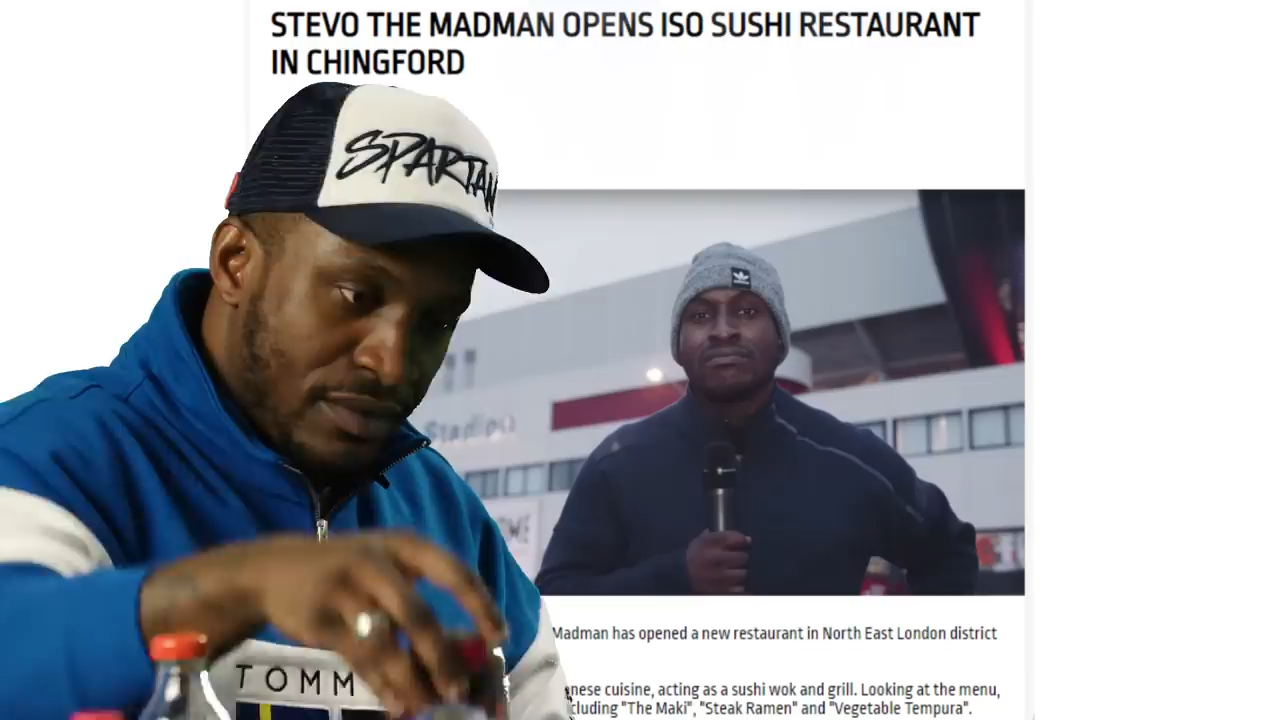 STEVO THE MADMAN OPENS ISO SUSHI RESTAURANT
IN CHINGFORD
SPARTAN
Stadium
Madman has opened a new restaurant in North East London district
nese cuisine, acting as a sushi wok and grill. Looking at the menu,
cluding "The Maki", "Steak Ramen" and "Vegetable Tempura".
TOMM